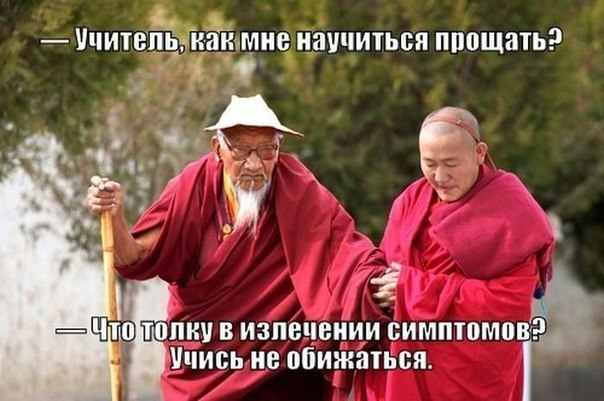 — Учитель, как мне научиться прощать?
— Что толку в излечении симптомов?
Учись не обижаться.